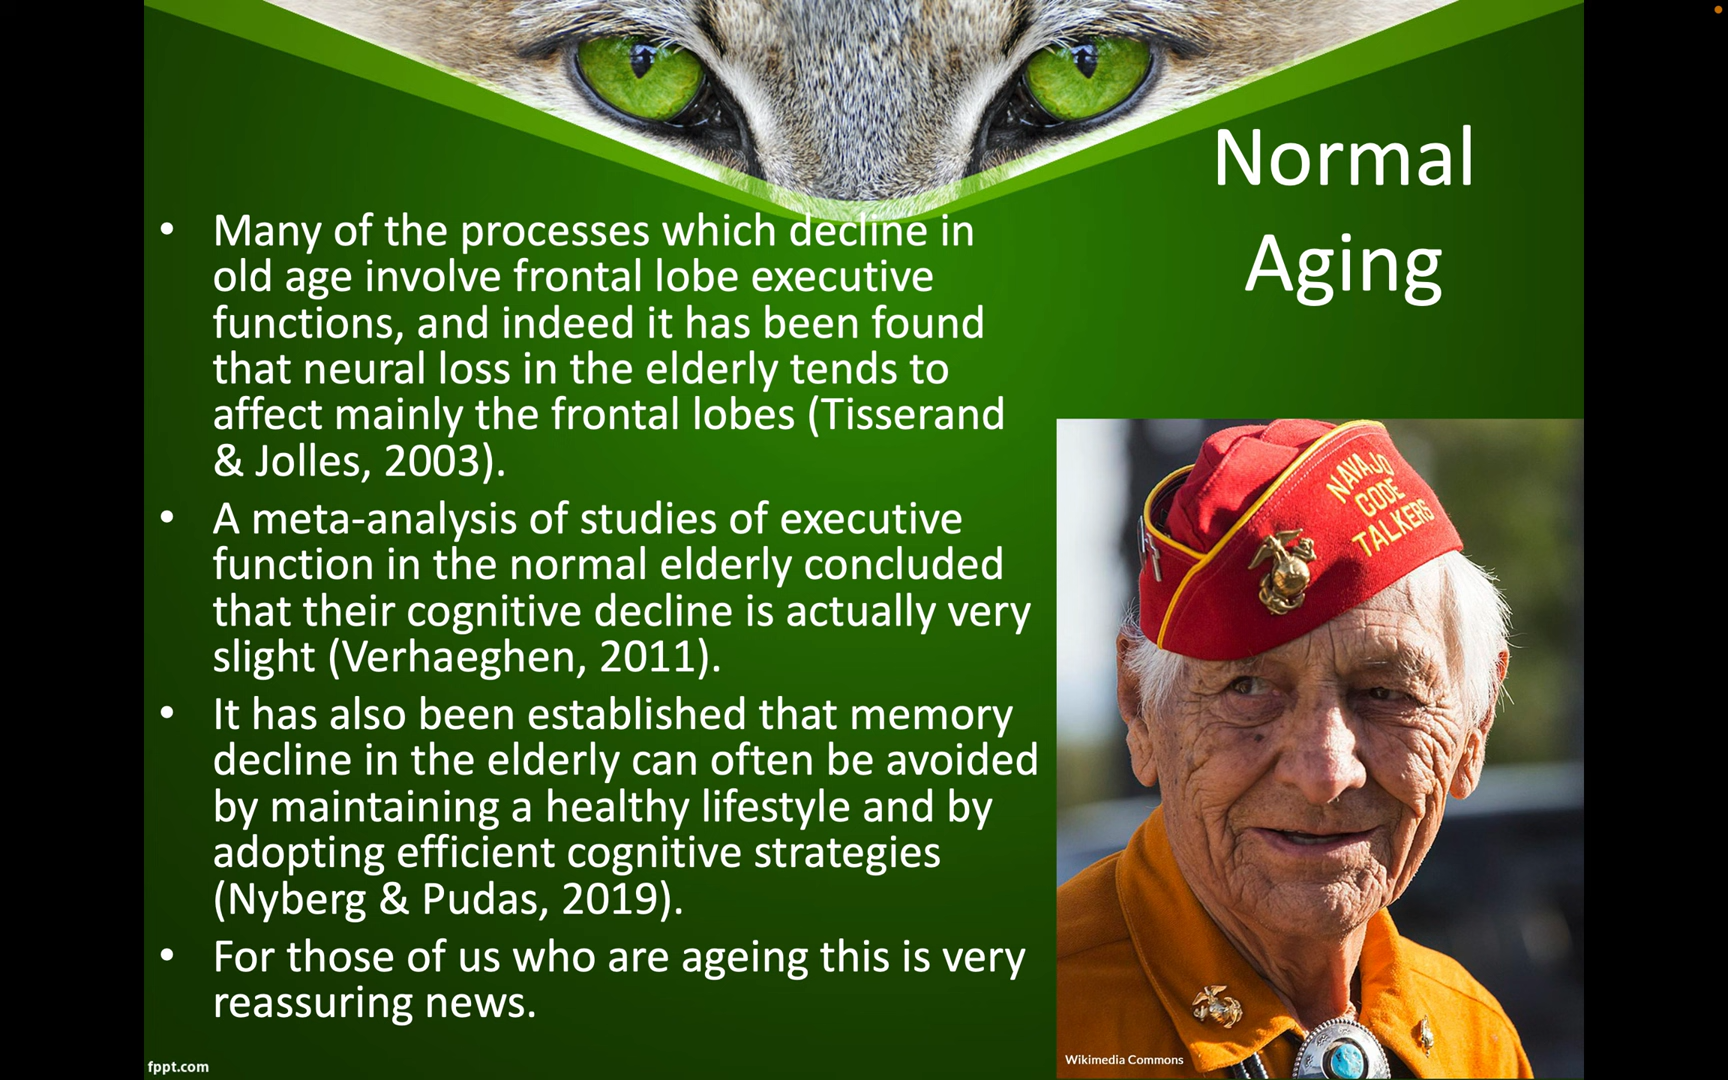 Normal
Aging
• Many of the processes which decline in
old age involve frontal lobe executive
functions, and indeed it has been found
that neural loss in the elderly tends to
affect mainly the frontal lobes (Tisserand
& Jolles, 2003).
• A meta-analysis of studies of executive
function in the normal elderly concluded
that their cognitive decline is actually very
slight (Verhaeghen, 2011).
• It has also been established that memory
decline in the elderly can often be avoided
by maintaining a healthy lifestyle and by
adopting efficient cognitive strategies
(Nyberg & Pudas, 2019).
• For those of us who are ageing this is very
reassuring news.
NAVAJO
CODE
TALKERS
Wikimedia Commons
fppt.com